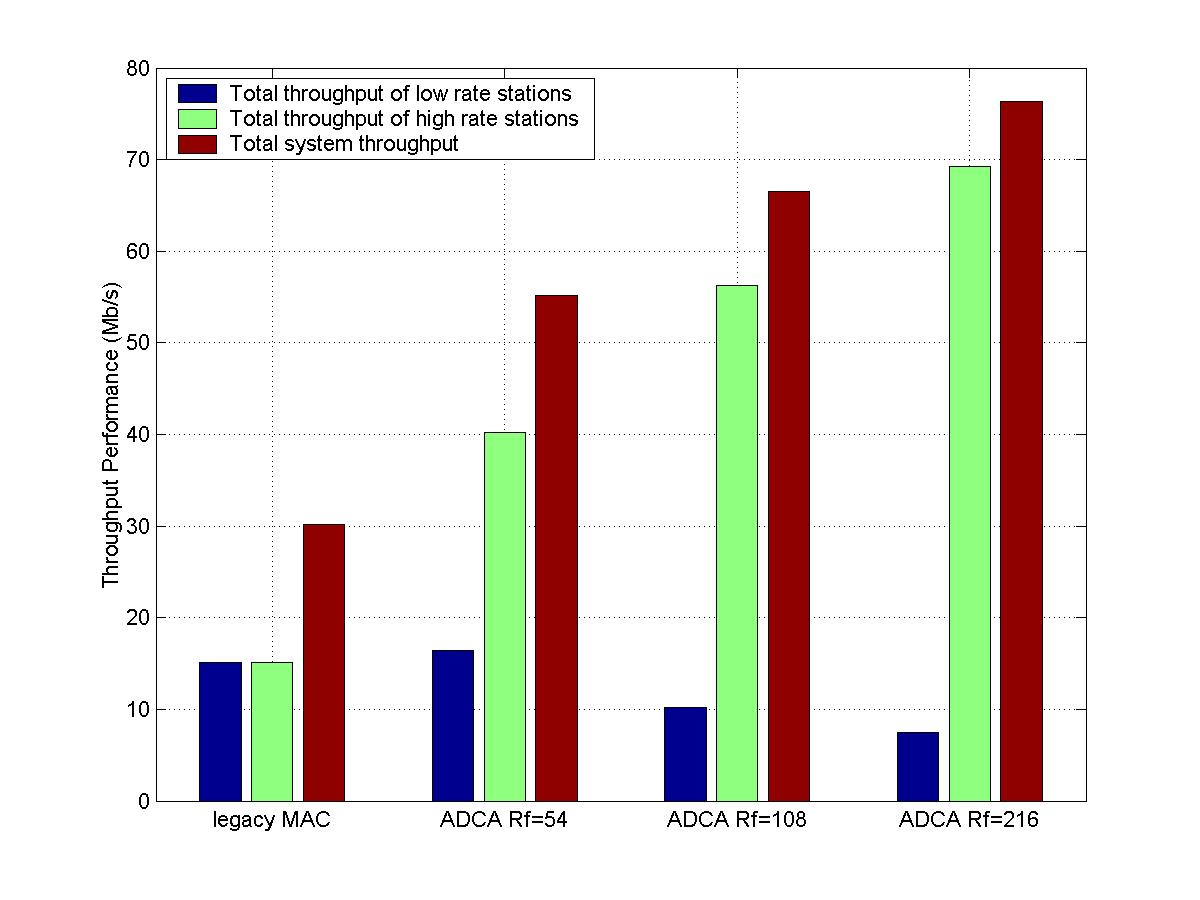 80
70
60
50
40
30
20
10
0
Throughput Performance (Mb/s)
Total throughput of low rate stations
Total throughput of high rate stations
Total system throughput
legacy MAC
ADCA Rf=54
ADCA Rf=108
ADCA Rf=216